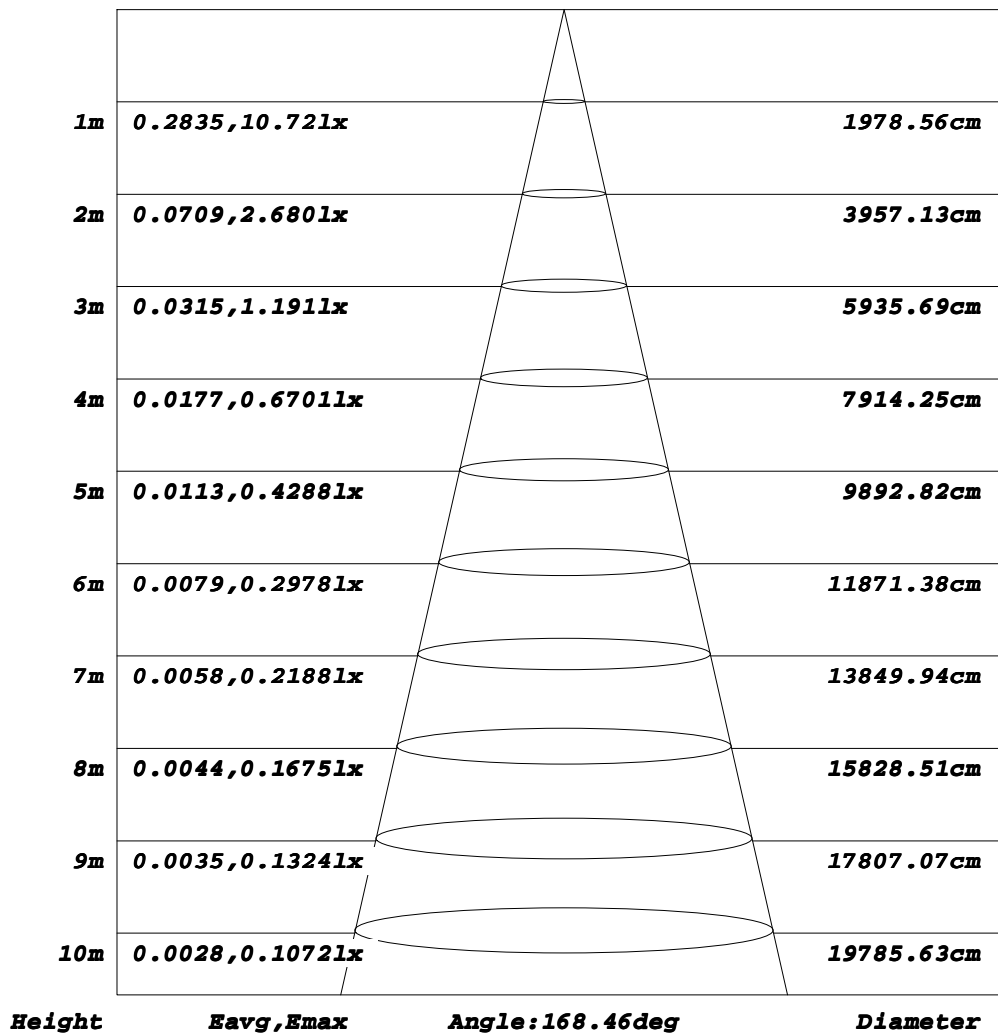 1m 0.2835,10.72lx 1978.56cm
2m 0.0709,2.680lx 3957.13cm
3m 0.0315,1.191lx 5935.69cm
4m 0.0177,0.6701lx 7914.25cm
5m 0.0113,0.4288lx 9892.82cm
6m 0.0079,0.2978lx 11871.38cm
7m 0.0058,0.2188lx 13849.94cm
8m 0.0044,0.1675lx 15828.51cm
9m 0.0035,0.1324lx 17807.07cm
10m 0.0028,0.1072lx 19785.63cm
Height Eavg,Emax Angle:168.46deg Diameter